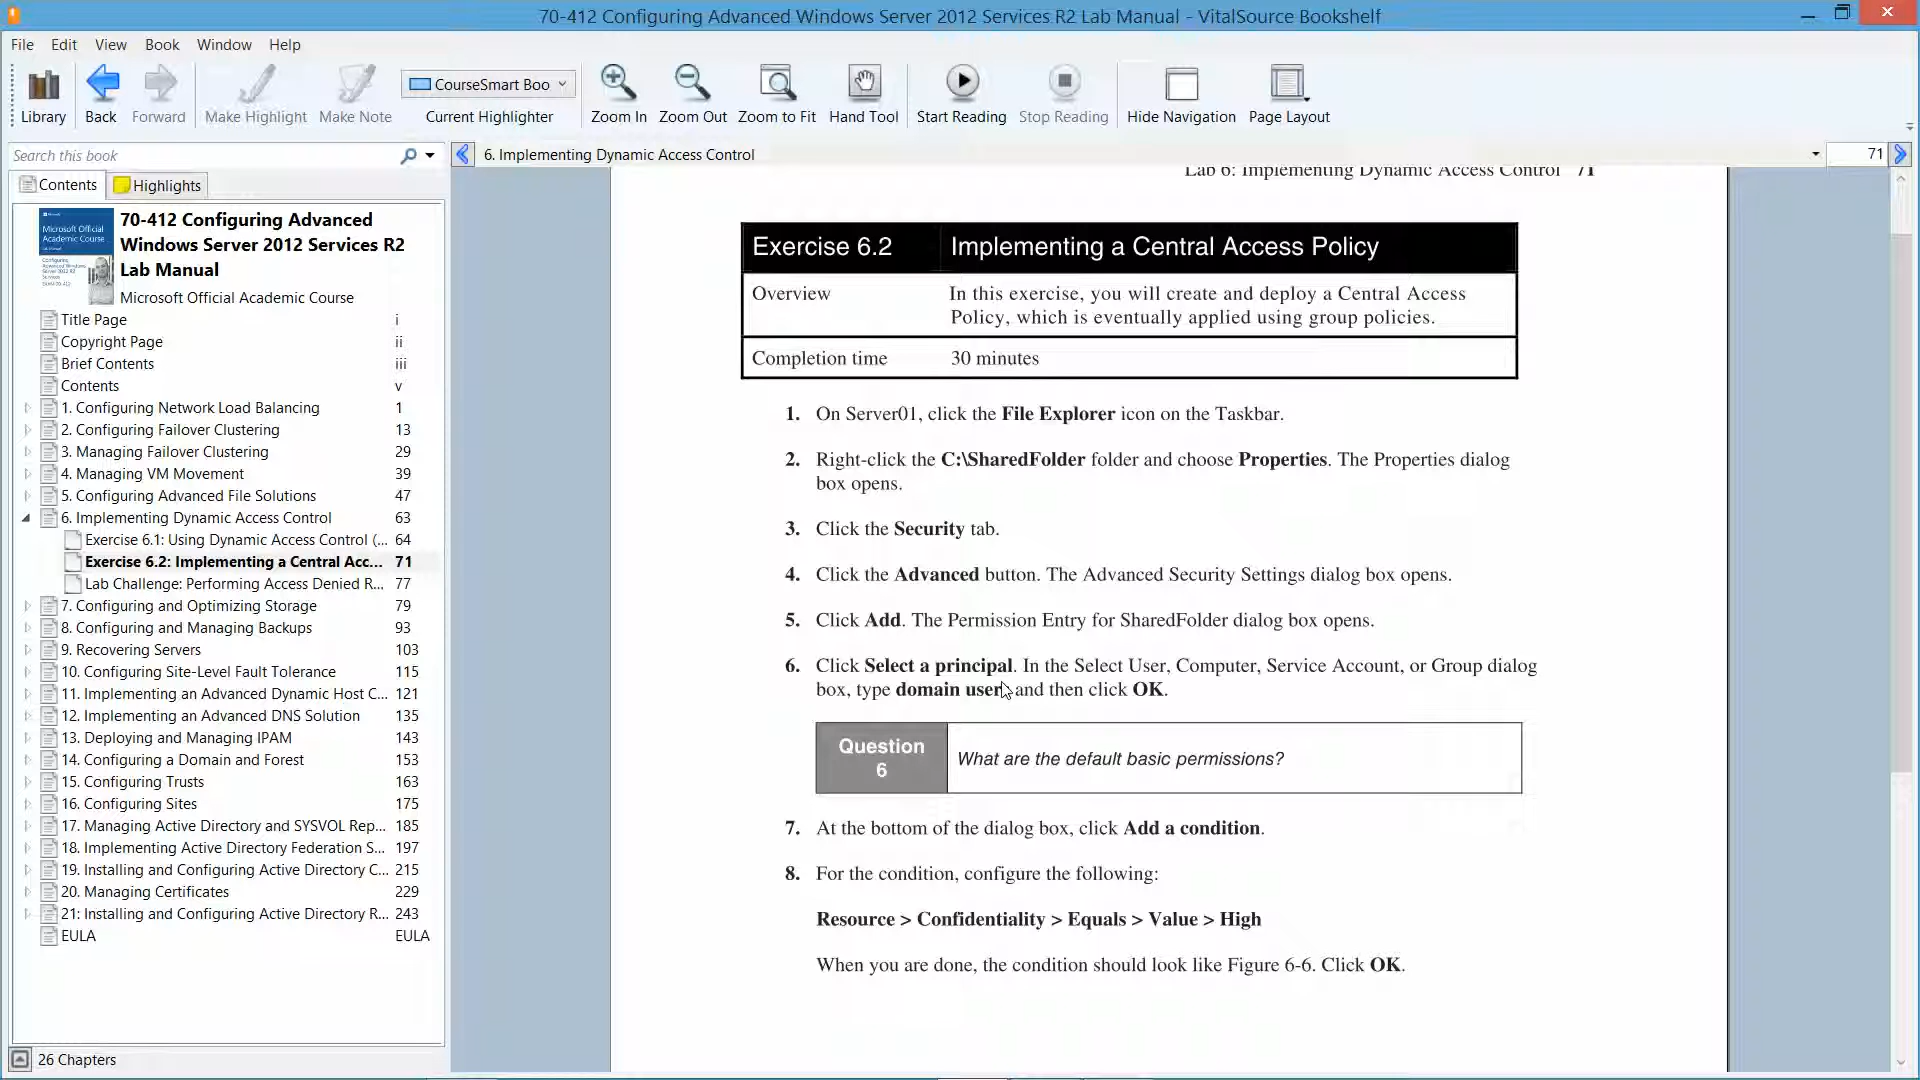 70-412 Configuring Advanced Windows Server 2012 Services R2 Lab Manual - VitalSource Bookshelf
File Edit View Book Window Help
CourseSmart Boo
Library Back Forward Make Highlight Make Note Current Highlighter Zoom In Zoom Out Zoom to Fit Hand Tool Start Reading Stop Reading Hide Navigation Page Layout
Search this book
6. Implementing Dynamic Access Control 71
Contents Highlights
70-412 Configuring Advanced
Windows Server 2012 Services R2
Lab Manual
Microsoft Official Academic Course
Title Page i
Copyright Page ii
Brief Contents iii
Contents v
1. Configuring Network Load Balancing 1
2. Configuring Failover Clustering 13
3. Managing Failover Clustering 29
4. Managing VM Movement 39
5. Configuring Advanced File Solutions 47
6. Implementing Dynamic Access Control 63
Exercise 6.1: Using Dynamic Access Control (... 64
Exercise 6.2: Implementing a Central Acc... 71
Lab Challenge: Performing Access Denied R... 77
7. Configuring and Optimizing Storage 79
8. Configuring and Managing Backups 93
9. Recovering Servers 103
10. Configuring Site-Level Fault Tolerance 115
11. Implementing an Advanced Dynamic Host C... 121
12. Implementing an Advanced DNS Solution 135
13. Deploying and Managing IPAM 143
14. Configuring a Domain and Forest 153
15. Configuring Trusts 163
16. Configuring Sites 175
17. Managing Active Directory and SYSVOL Rep... 185
18. Implementing Active Directory Federation S... 197
19. Installing and Configuring Active Directory C... 215
20. Managing Certificates 229
21: Installing and Configuring Active Directory R... 243
EULA EULA
26 Chapters
Lab 6: Implementing Dynamic Access Control 71
Exercise 6.2 Implementing a Central Access Policy
Overview In this exercise, you will create and deploy a Central Access
Policy, which is eventually applied using group policies.
Completion time 30 minutes
1. On Server01, click the File Explorer icon on the Taskbar.
2. Right-click the C:\SharedFolder folder and choose Properties. The Properties dialog
box opens.
3. Click the Security tab.
4. Click the Advanced button. The Advanced Security Settings dialog box opens.
5. Click Add. The Permission Entry for SharedFolder dialog box opens.
6. Click Select a principal. In the Select User, Computer, Service Account, or Group dialog
box, type domain user and then click OK.
Question What are the default basic permissions?
6
7. At the bottom of the dialog box, click Add a condition.
8. For the condition, configure the following:
Resource > Confidentiality > Equals > Value > High
When you are done, the condition should look like Figure 6-6. Click OK.